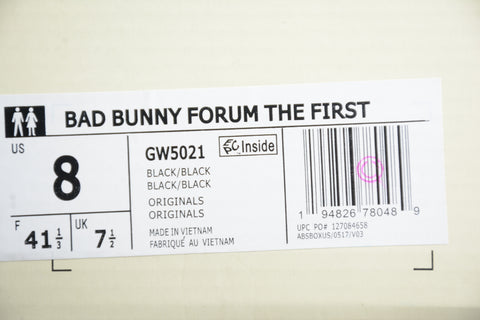 BAD BUNNY FORUM THE FIRST
US
8
F
41 1/3
UK
7 1/2
GW5021
Inside
BLACK/BLACK
BLACK/BLACK
ORIGINALS
ORIGINALS
MADE IN VIETNAM
FABRIQUÉ AU VIETNAM
1 94826 78048 9
UPC PO# 127084658
ABSBOXUS/0517/V03